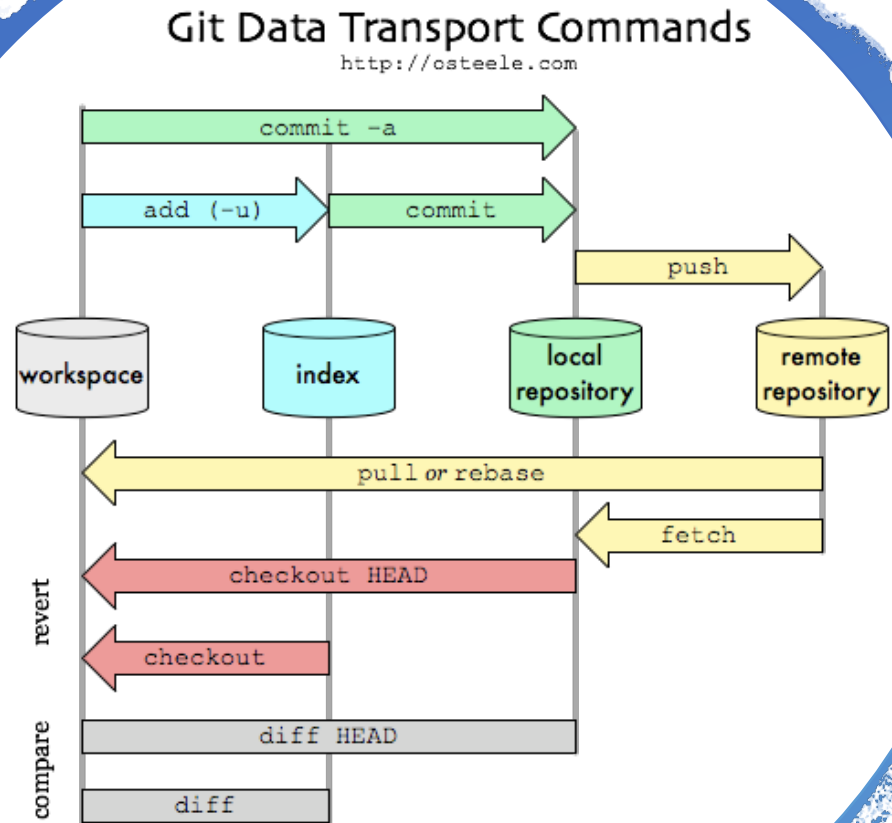 Git Data Transport Commands
http://osteele.com
commit -a
add (-u)
commit
push
workspace
index
local
repository
remote
repository
pull or rebase
fetch
revert
checkout HEAD
checkout
compare
diff HEAD
diff